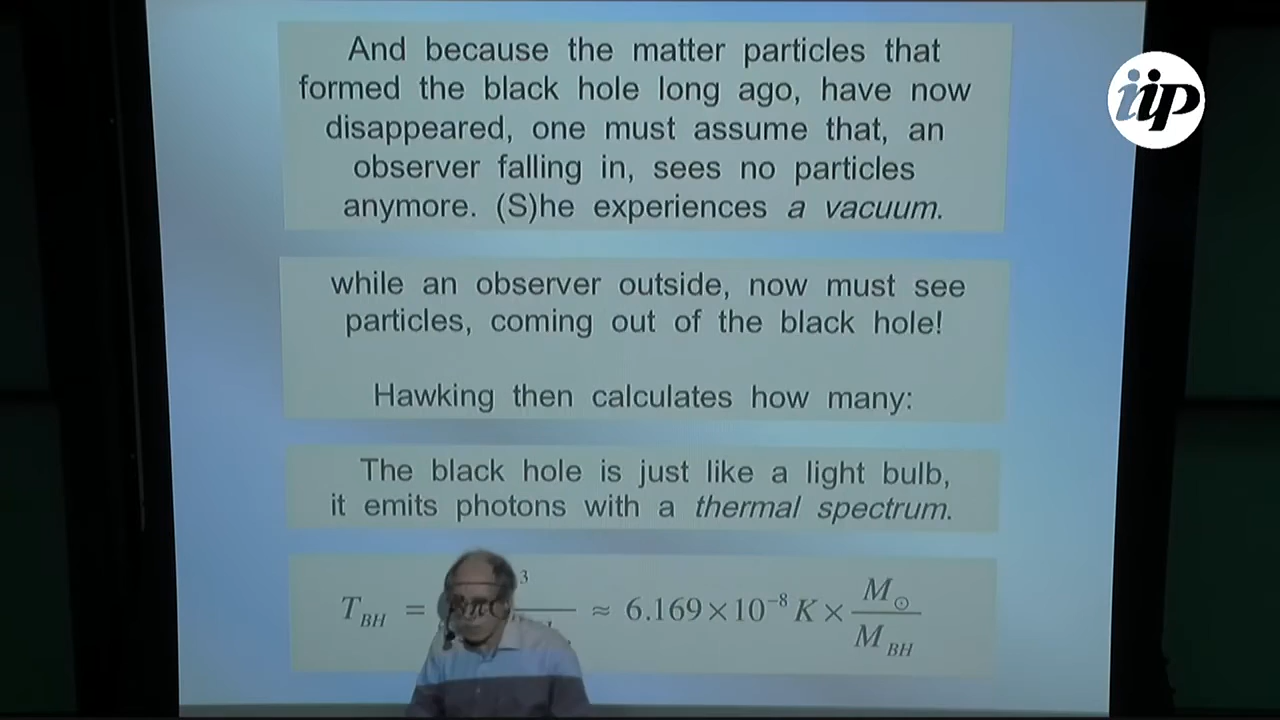 And because the matter particles that
formed the black hole long ago, have now
disappeared, one must assume that, an
observer falling in, sees no particles
anymore. (S)he experiences a vacuum.
while an observer outside, now must see
particles, coming out of the black hole!
Hawking then calculates how many:
The black hole is just like a light bulb,
it emits photons with a thermal spectrum.
T_BH = ≈ 6.169×10⁻⁸ K × M_⊙ / M_BH
iip